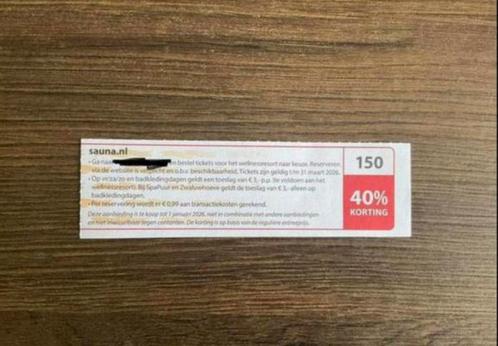 sauna.nl
• Ga naar en bestel tickets voor het wellnessresort naar keuze. Reserveren
via de website is verplicht en o.b.v. beschikbaarheid. Tickets zijn geldig t/m 31 maart 2026.
• Op vr/za/zo en badkledingdagen geldt een toeslag van € 3,- p.p. (te voldoen aan het
wellnessresort). Bij SpaPuur en Zwaluwhoeve geldt de toeslag van € 3,- alleen op
badkledingdagen.
• Per reservering wordt er € 0,99 aan transactiekosten gerekend.
Deze aanbieding is te koop tot 1 januari 2026, niet in combinatie met andere aanbiedingen
en niet inwisselbaar tegen contanten. De korting is op basis van de reguliere entreeprijs.
150
40%
KORTING